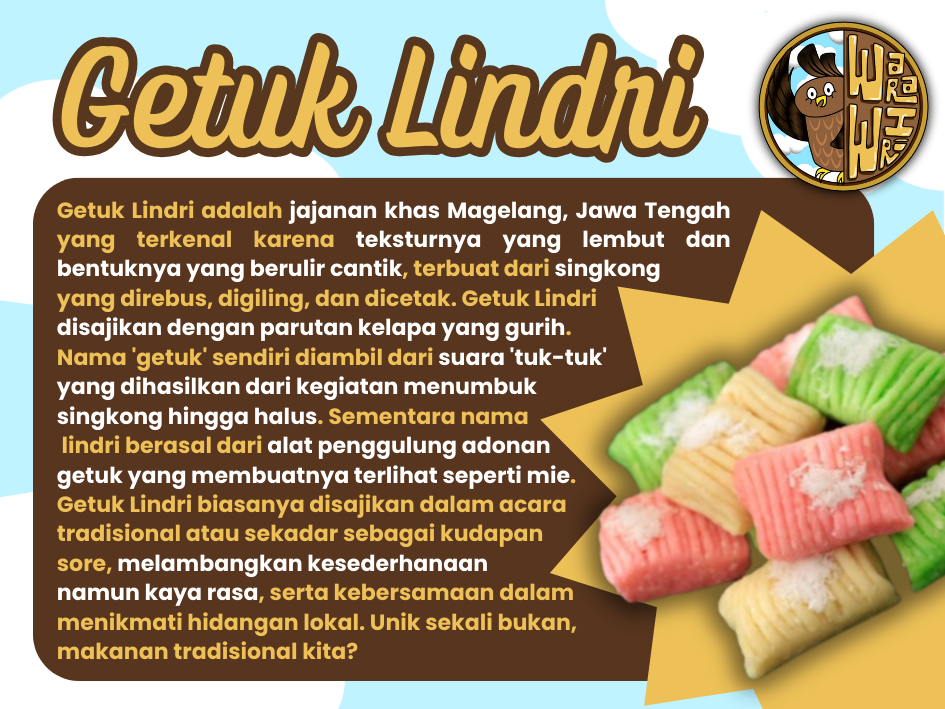 Getuk Lindri
Wara
Wiri
Getuk Lindri adalah jajanan khas Magelang, Jawa Tengah
yang terkenal karena teksturnya yang lembut dan
bentuknya yang berulir cantik, terbuat dari singkong
yang direbus, digiling, dan dicetak. Getuk Lindri
disajikan dengan parutan kelapa yang gurih.
Nama 'getuk' sendiri diambil dari suara 'tuk-tuk'
yang dihasilkan dari kegiatan menumbuk
singkong hingga halus. Sementara nama
lindri berasal dari alat penggulung adonan
getuk yang membuatnya terlihat seperti mie.
Getuk Lindri biasanya disajikan dalam acara
tradisional atau sekadar sebagai kudapan
sore, melambangkan kesederhanaan
namun kaya rasa, serta kebersamaan dalam
menikmati hidangan lokal. Unik sekali bukan,
makanan tradisional kita?